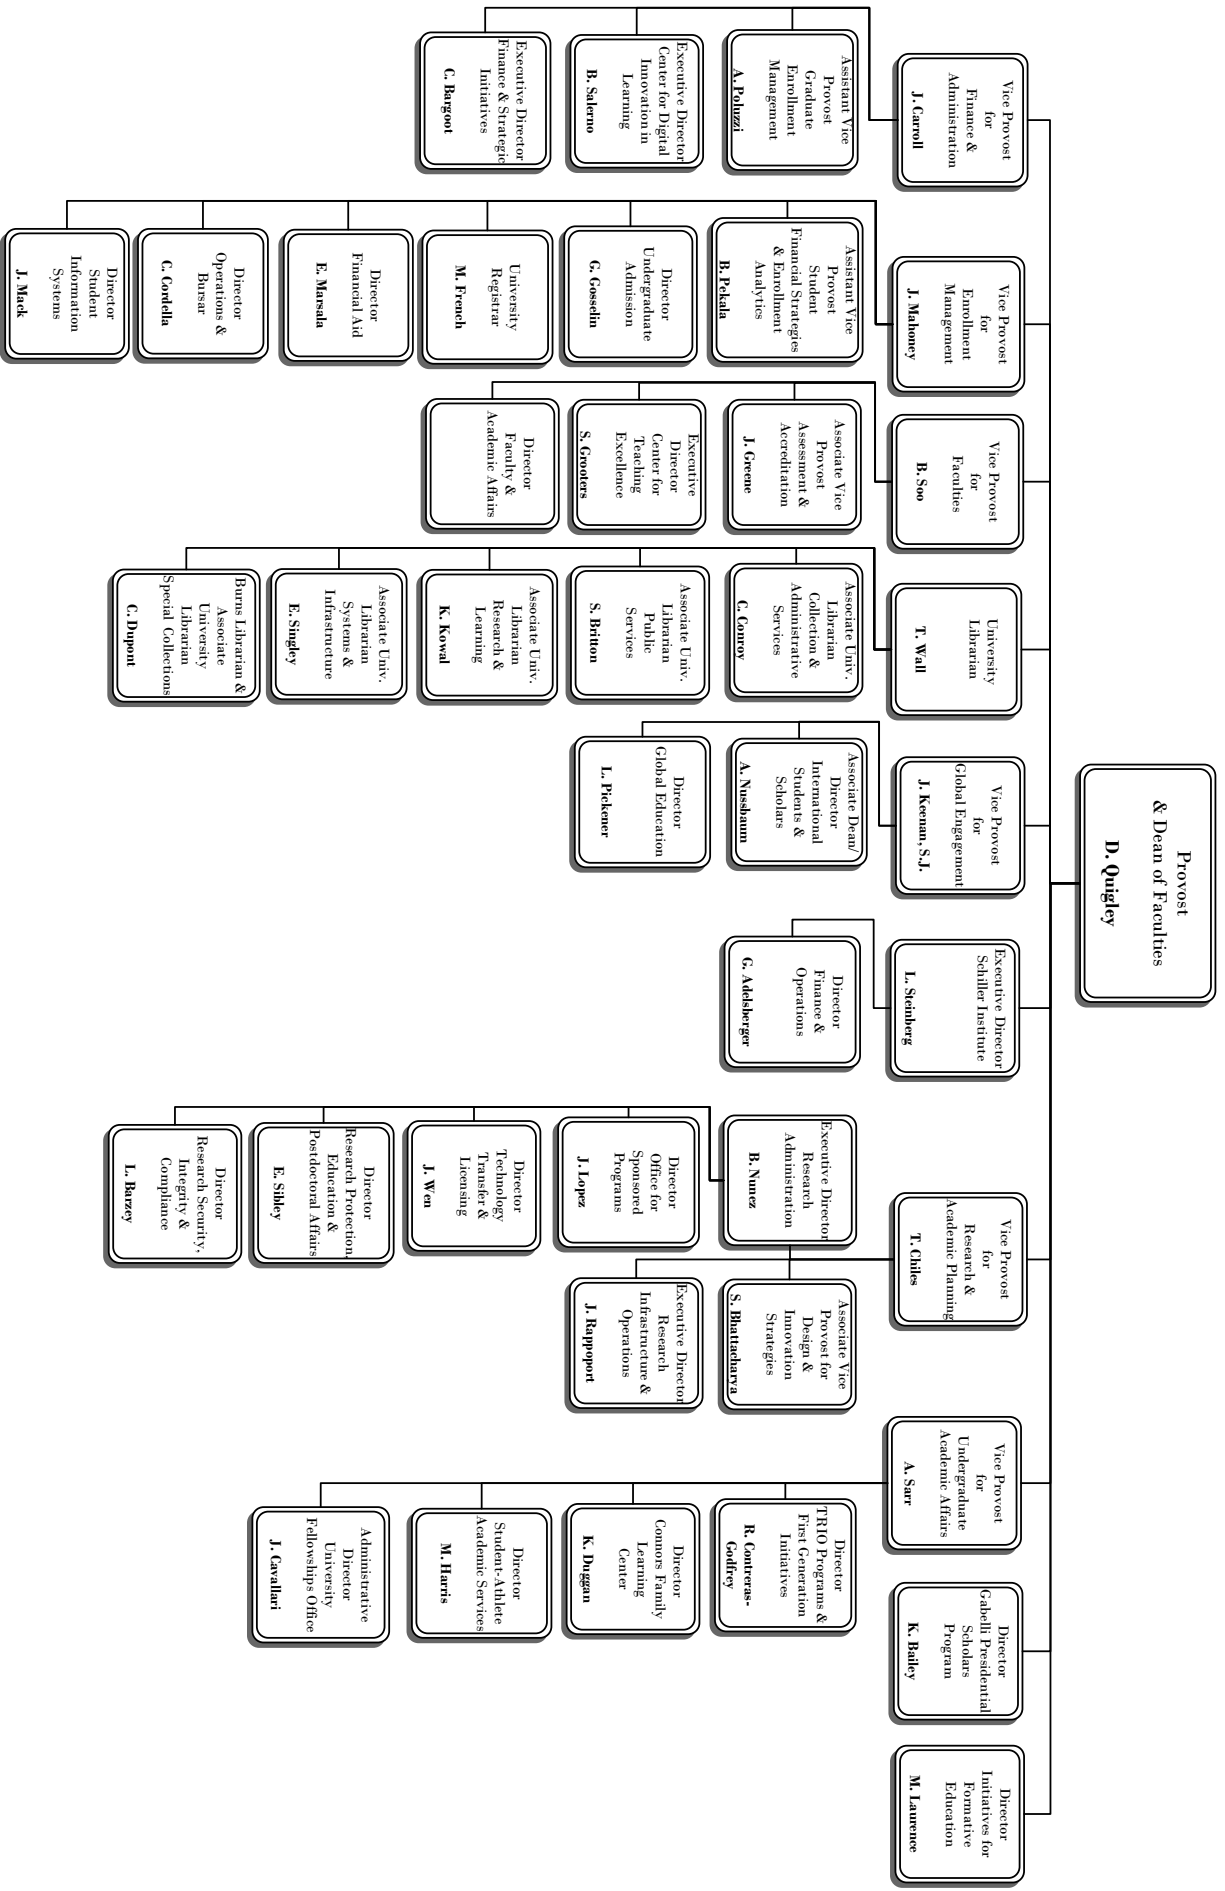 Provost
& Dean of Faculties
D. Quigley
Vice Provost
for
Finance &
Administration
J. Carroll
Assistant Vice
Provost
Graduate
Enrollment
Management
A. Poluzzi
Executive Director
Center for Digital
Innovation in
Learning
B. Salerno
Executive Director
Finance & Strategic
Initiatives
C. Bargoot
Vice Provost
for
Enrollment
Management
J. Mahoney
Assistant Vice
Provost
Student
Financial Strategies
& Enrollment
Analytics
B. Pekala
Director
Undergraduate
Admission
G. Gosselin
University
Registrar
M. French
Director
Financial Aid
E. Marsala
Director
Operations &
Bursar
C. Cordella
Director
Student
Information
Systems
J. Mack
Vice Provost
for
Faculties
B. Soo
Associate Vice
Provost
Assessment &
Accreditation
J. Greene
Executive
Director
Center for
Teaching
Excellence
S. Grooters
Director
Faculty &
Academic Affairs
University
Librarian
T. Wall
Associate Univ.
Librarian
Collection &
Administrative
Services
C. Conroy
Associate Univ.
Librarian
Public
Services
S. Britton
Associate Univ.
Librarian
Research &
Learning
K. Kowal
Associate Univ.
Librarian
Systems &
Infrastructure
E. Singley
Burns Librarian &
Associate
University
Librarian
Special Collections
C. Dupont
Vice Provost
for
Global Engagement
J. Keenan, S.J.
Associate Dean/
Director
International
Students &
Scholars
A. Nussbaum
Director
Global Education
L. Pickener
Executive Director
Schiller Institute
L. Steinberg
Director
Finance &
Operations
G. Adelsberger
Vice Provost
for
Research &
Academic Planning
T. Chiles
Executive Director
Research
Administration
B. Nunez
Director
Office for
Sponsored
Programs
J. Lopez
Director
Technology
Transfer &
Licensing
J. Wen
Director
Research Protection,
Education &
Postdoctoral Affairs
E. Sibley
Director
Research Security,
Integrity &
Compliance
L. Barzey
Associate Vice
Provost for
Design &
Innovation
Strategies
S. Bhattacharya
Executive Director
Research
Infrastructure &
Operations
J. Rappoport
Vice Provost
for
Undergraduate
Academic Affairs
A. Sarr
Director
TRIO Programs &
First Generation
Initiatives
R. Contreras-
Godfrey
Director
Connors Family
Learning
Center
K. Duggan
Director
Student-Athlete
Academic Services
M. Harris
Administrative
Director
University
Fellowships Office
J. Cavallari
Director
Gabelli Presidential
Scholars
Program
K. Bailey
Director
Initiatives for
Formative
Education
M. Laurence